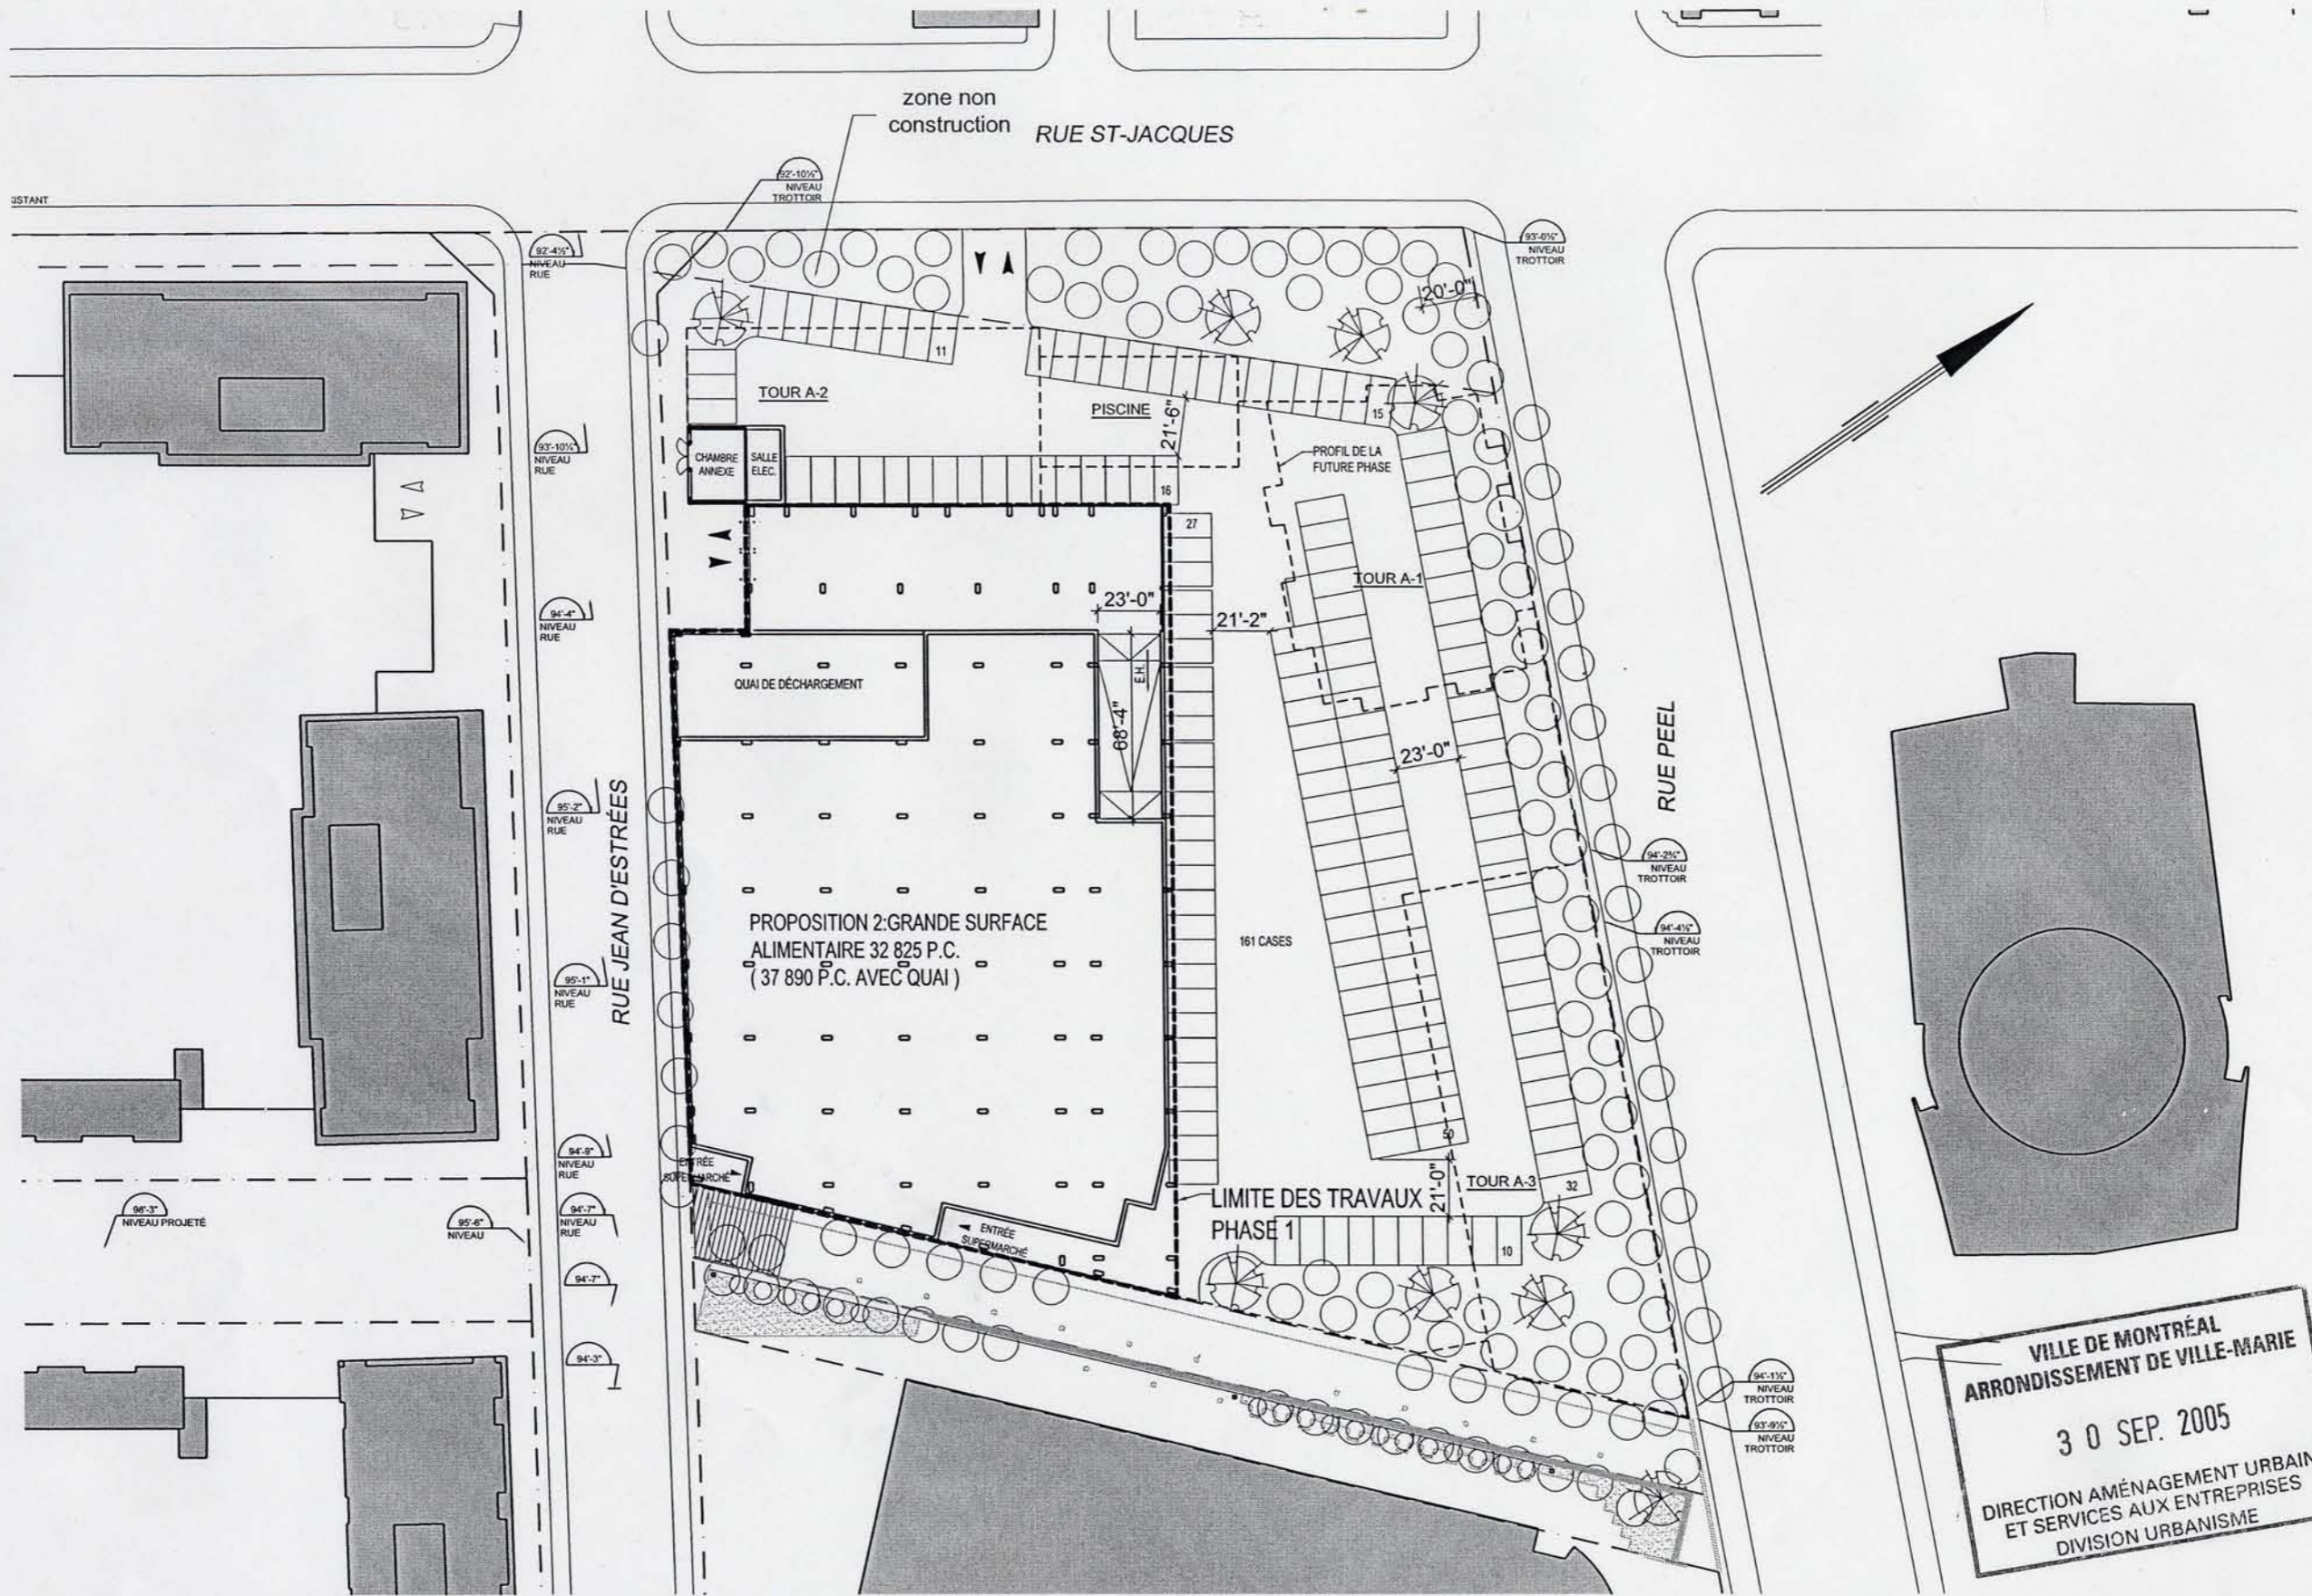 zone non
construction
RUE ST-JACQUES
92'-10½"
NIVEAU
TROTTOIR
ISTANT
92'-4½"
NIVEAU
RUE
93'-0½"
NIVEAU
TROTTOIR
20'-0"
11
TOUR A-2
PISCINE
21'-6"
15
93'-10½"
NIVEAU
RUE
CHAMBRE
ANNEXE
SALLE
ELEC.
PROFIL DE LA
FUTURE PHASE
16
27
TOUR A-1
94'-4"
NIVEAU
RUE
23'-0"
21'-2"
QUAI DE DÉCHARGEMENT
E.H.
68'-4"
23'-0"
RUE PEEL
95'-2"
NIVEAU
RUE
RUE JEAN D'ESTRÉES
94'-2¾"
NIVEAU
TROTTOIR
PROPOSITION 2:GRANDE SURFACE
ALIMENTAIRE 32 825 P.C.
( 37 890 P.C. AVEC QUAI )
161 CASES
94'-4½"
NIVEAU
TROTTOIR
95'-1"
NIVEAU
RUE
50
94'-9"
NIVEAU
RUE
ENTRÉE
SUPERMARCHÉ
21'-0"
TOUR A-3
32
LIMITE DES TRAVAUX
PHASE 1
96'-3"
NIVEAU PROJETÉ
95'-6"
NIVEAU
94'-7"
NIVEAU
RUE
ENTRÉE
SUPERMARCHÉ
10
94'-7"
94'-3"
94'-1½"
NIVEAU
TROTTOIR
93'-9½"
NIVEAU
TROTTOIR
VILLE DE MONTRÉAL
ARRONDISSEMENT DE VILLE-MARIE
3 0 SEP. 2005
DIRECTION AMÉNAGEMENT URBAIN
ET SERVICES AUX ENTREPRISES
DIVISION URBANISME